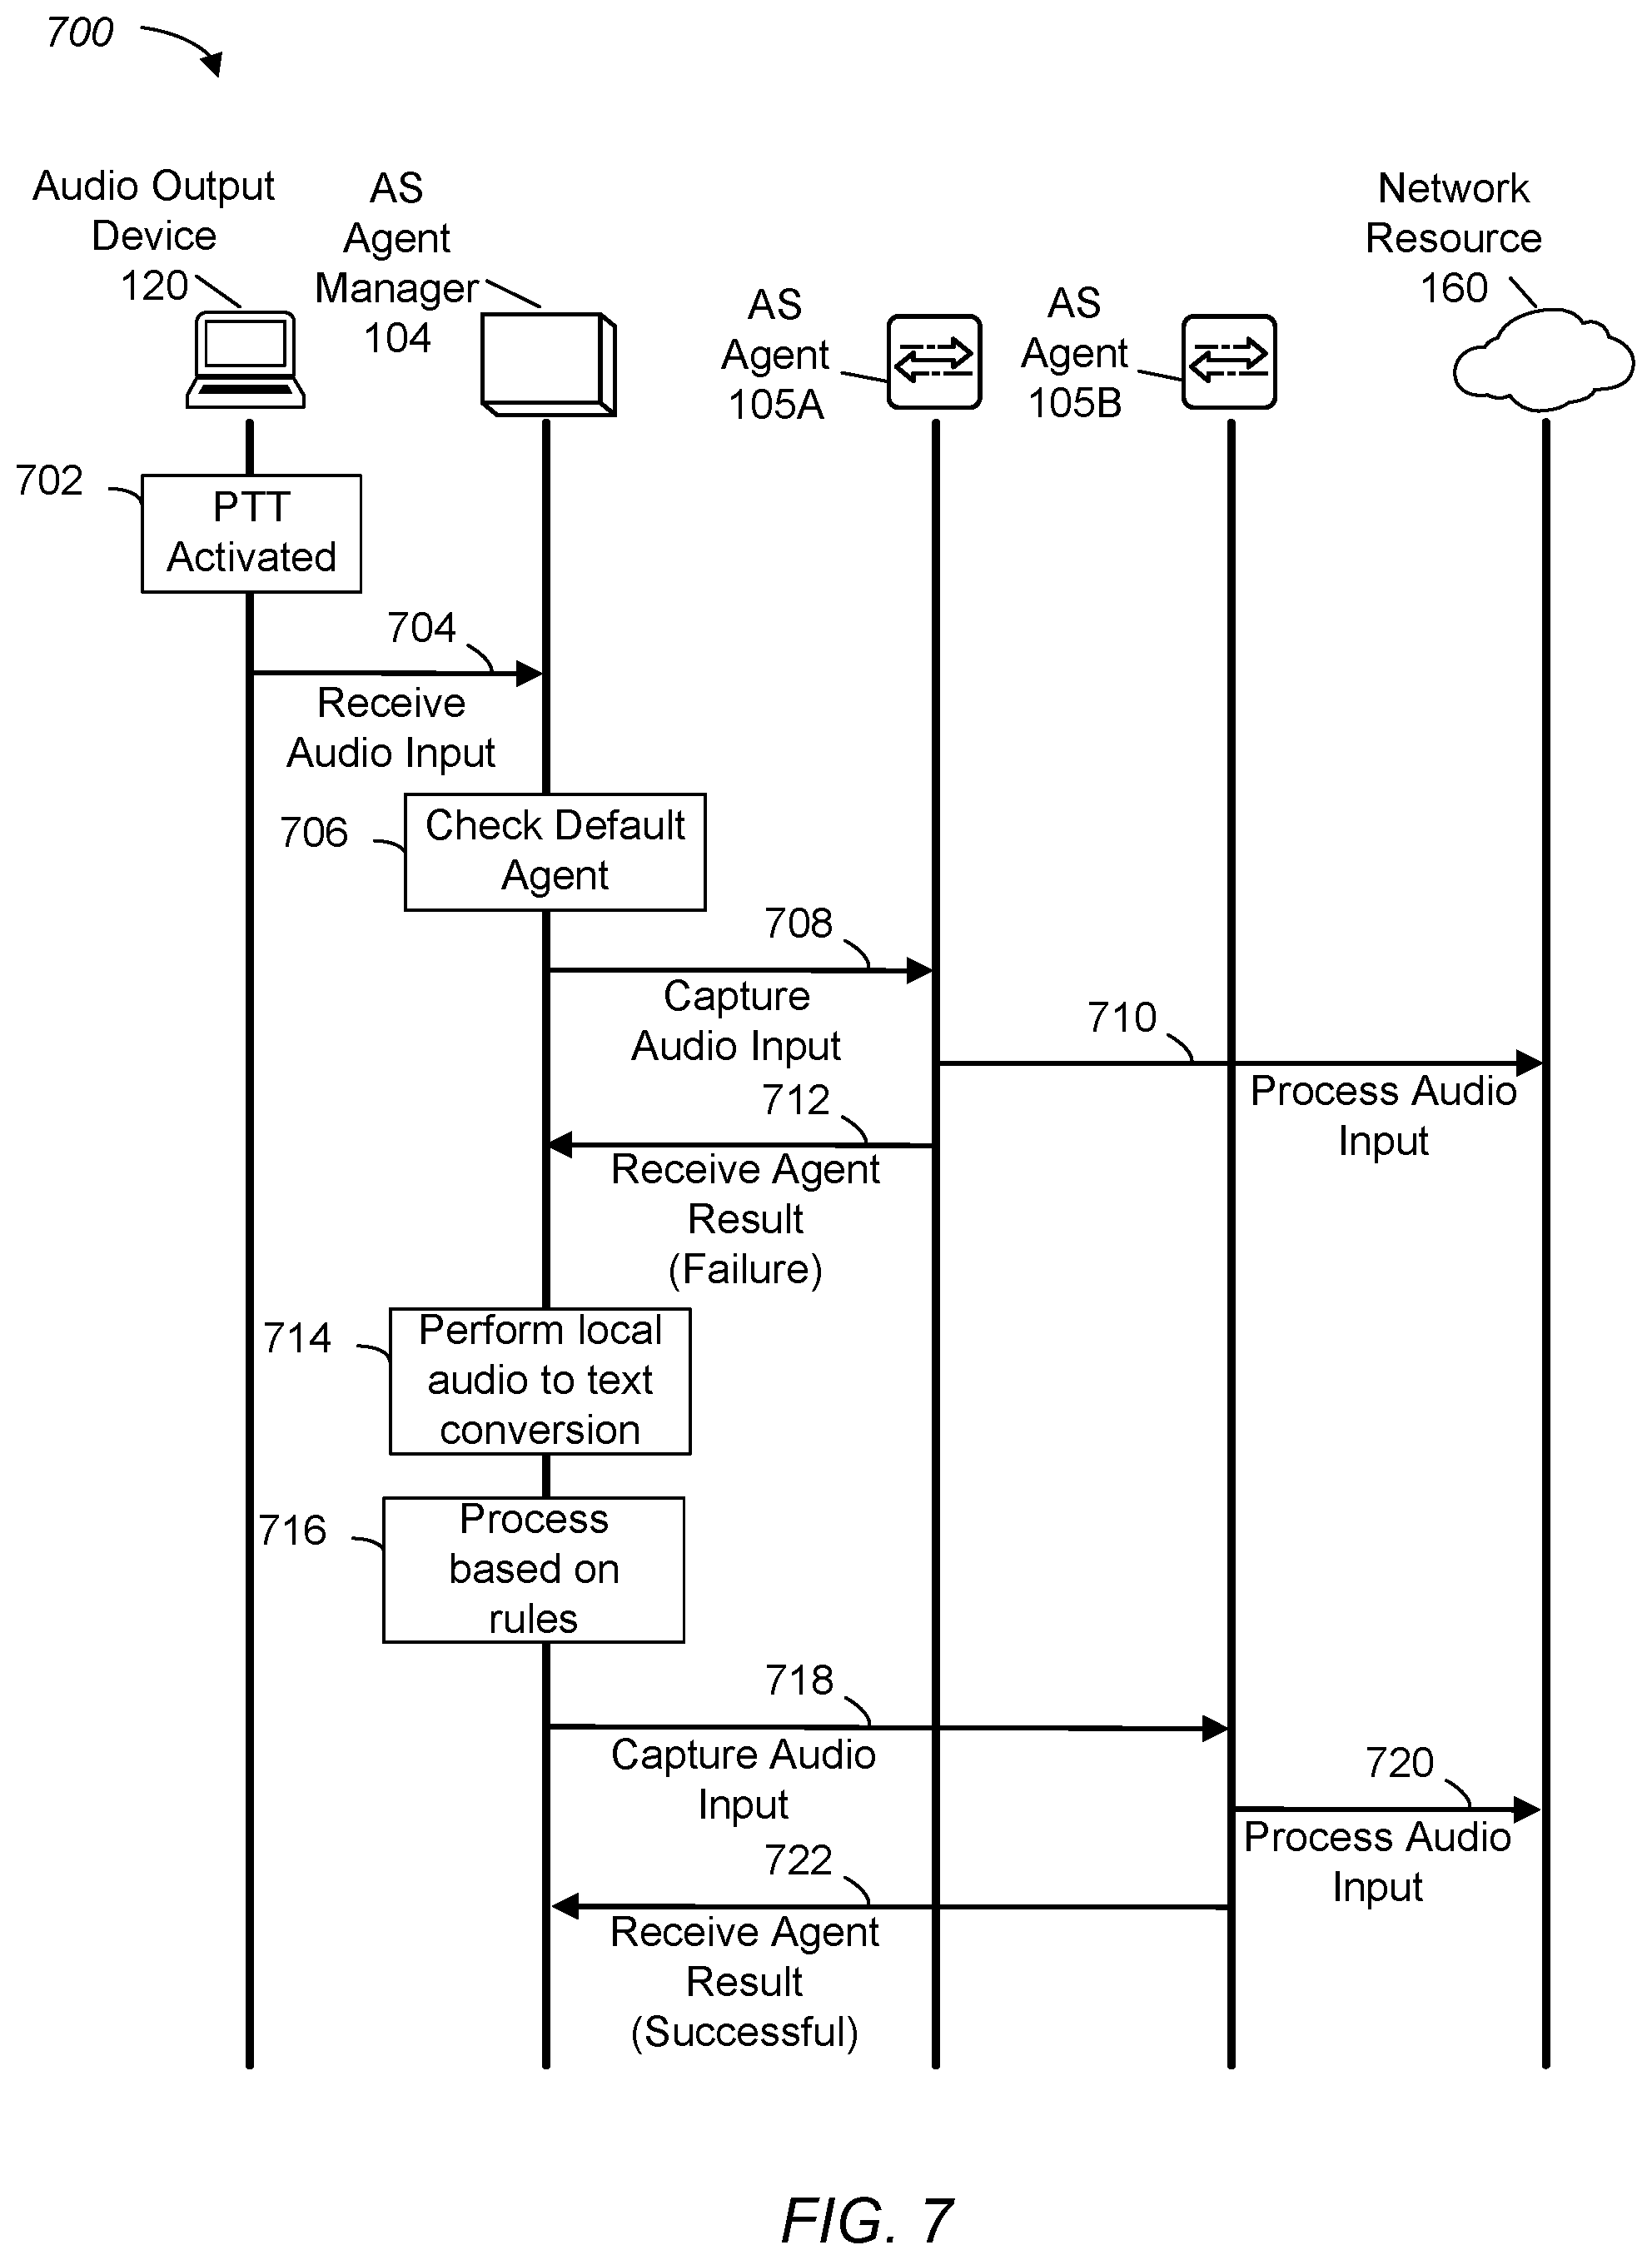 700
Audio Output
Device
120
AS
Agent
Manager
104
AS
Agent
105A
AS
Agent
105B
Network
Resource
160
702
PTT
Activated
704
Receive
Audio Input
706
Check Default
Agent
708
Capture
Audio Input
710
Process Audio
Input
712
Receive Agent
Result
(Failure)
714
Perform local
audio to text
conversion
716
Process
based on
rules
718
Capture Audio
Input
720
Process Audio
Input
722
Receive Agent
Result
(Successful)
FIG. 7